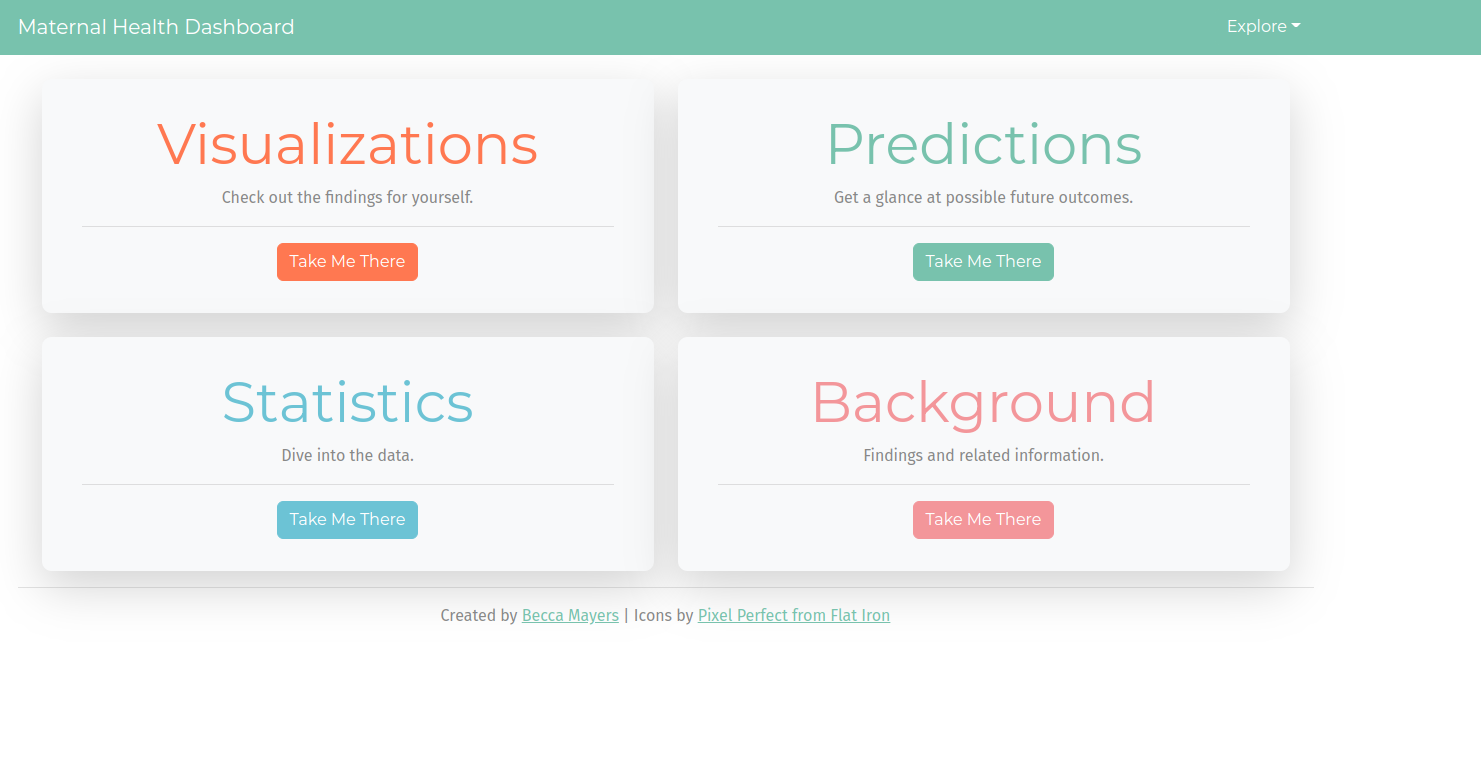 Maternal Health Dashboard
Explore
Visualizations
Check out the findings for yourself.
Take Me There
Predictions
Get a glance at possible future outcomes.
Take Me There
Statistics
Dive into the data.
Take Me There
Background
Findings and related information.
Take Me There
Created by Becca Mayers | Icons by Pixel Perfect from Flat Iron